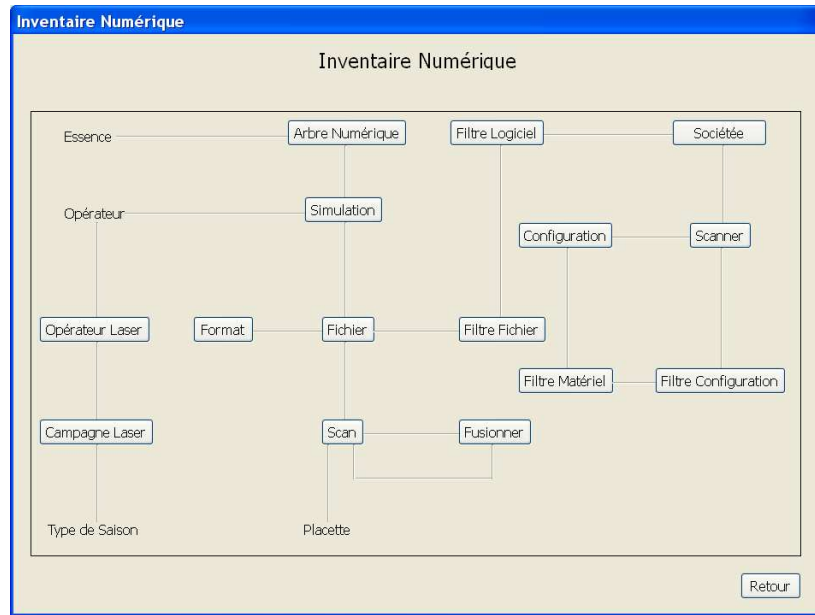 Inventaire Numérique
Inventaire Numérique
Essence Arbre Numérique Filtre Logiciel Sociétée
Opérateur Simulation
Configuration Scanner
Opérateur Laser Format Fichier Filtre Fichier
Filtre Matériel Filtre Configuration
Campagne Laser Scan Fusionner
Type de Saison Placette
Retour